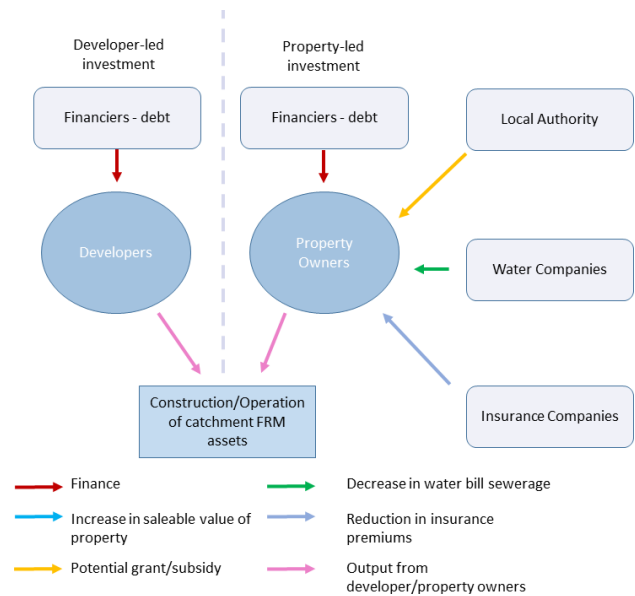 Developer-led
investment
Property-led
investment
Financiers - debt
Financiers - debt
Local Authority
Developers
Property
Owners
Water Companies
Construction/Operation
of catchment FRM
assets
Insurance Companies
Finance
Decrease in water bill sewerage
Increase in saleable value of
property
Reduction in insurance
premiums
Potential grant/subsidy
Output from
developer/property owners